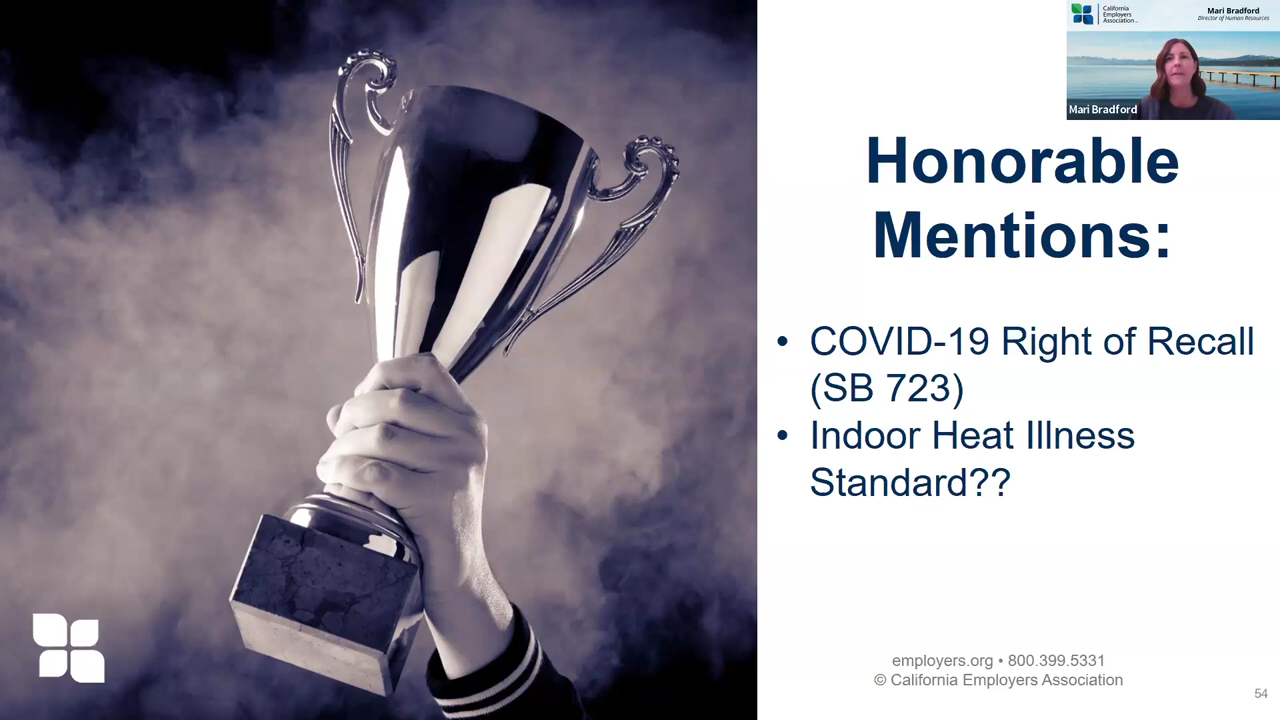 California
Employers
Association
Mari Bradford
Director of Human Resources
Mari Bradford
Honorable
Mentions:
• COVID-19 Right of Recall
(SB 723)
• Indoor Heat Illness
Standard??
employers.org • 800.399.5331
© California Employers Association
54